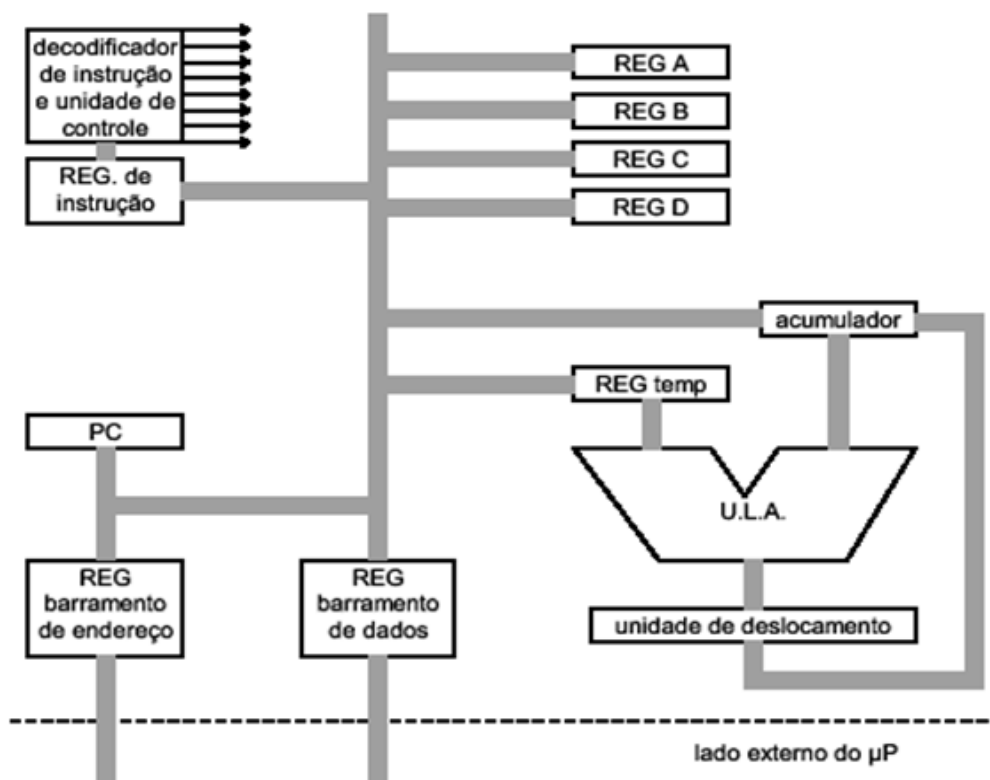 decodificador
de instrução
e unidade de
controle
REG. de
instrução
REG A
REG B
REG C
REG D
acumulador
REG temp
PC
U.L.A.
REG
barramento
de endereço
REG
barramento
de dados
unidade de deslocamento
lado externo do µP